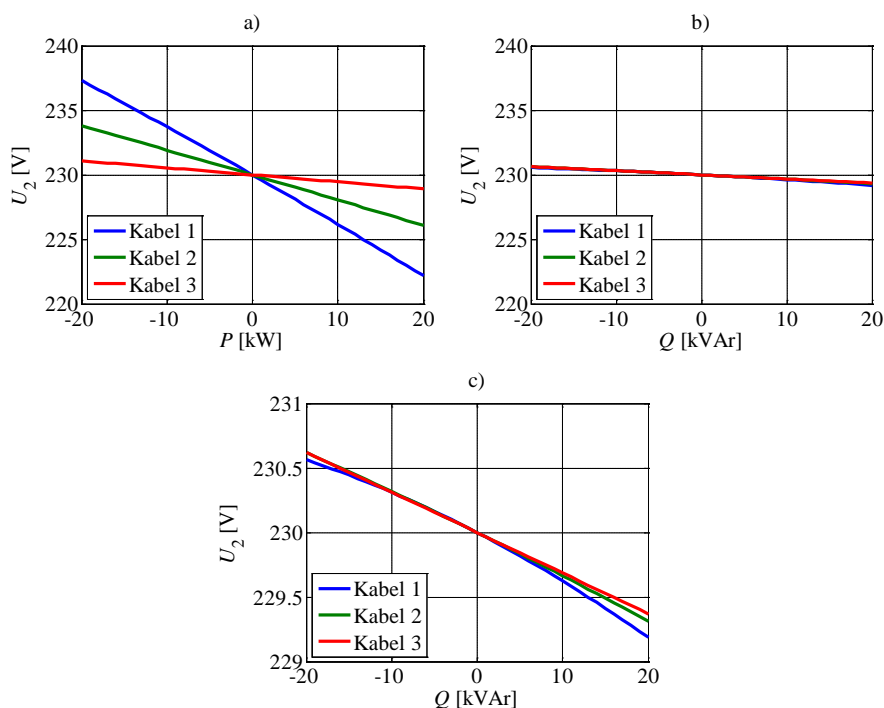 a)
240
235
230
225
220
U2 [V]
Kabel 1
Kabel 2
Kabel 3
-20 -10 0 10 20
P [kW]
b)
240
235
230
225
220
U2 [V]
Kabel 1
Kabel 2
Kabel 3
-20 -10 0 10 20
Q [kVAr]
c)
231
230.5
230
229.5
229
U2 [V]
Kabel 1
Kabel 2
Kabel 3
-20 -10 0 10 20
Q [kVAr]